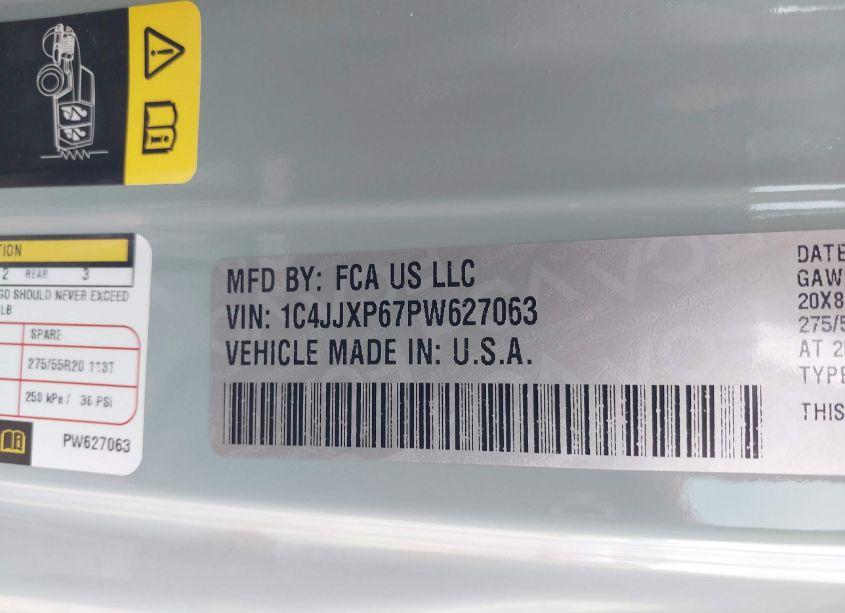 TION
2 REAR 3
GO SHOULD NEVER EXCEED
LB
SPARE
275/55R20 113T
250 kPa / 36 PSI
PW627063
MFD BY: FCA US LLC
VIN: 1C4JJXP67PW627063
VEHICLE MADE IN: U.S.A.
DATE
GAW
20X8
275/5
AT 2
TYPE
THIS